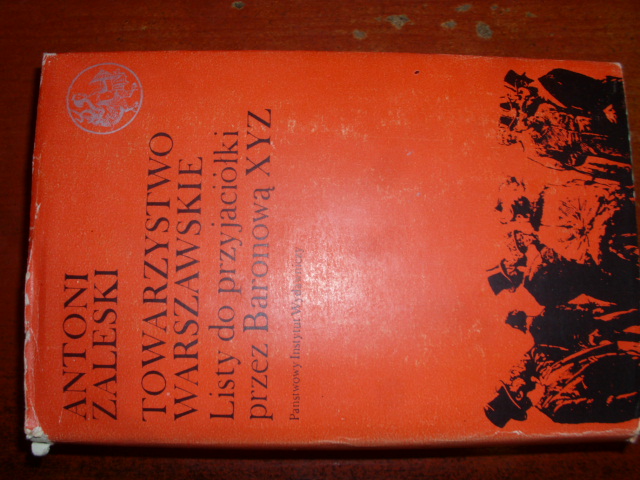 ANTONI
ZALESKI
TOWARZYSTWO
WARSZAWSKIE
Listy do przyjaciółki
przez Baronową XYZ
Państwowy Instytut Wydawniczy